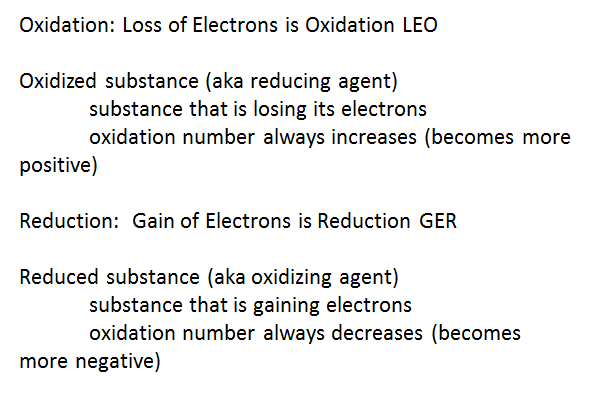 Oxidation: Loss of Electrons is Oxidation LEO
Oxidized substance (aka reducing agent)
substance that is losing its electrons
oxidation number always increases (becomes more
positive)
Reduction:  Gain of Electrons is Reduction GER
Reduced substance (aka oxidizing agent)
substance that is gaining electrons
oxidation number always decreases (becomes
more negative)